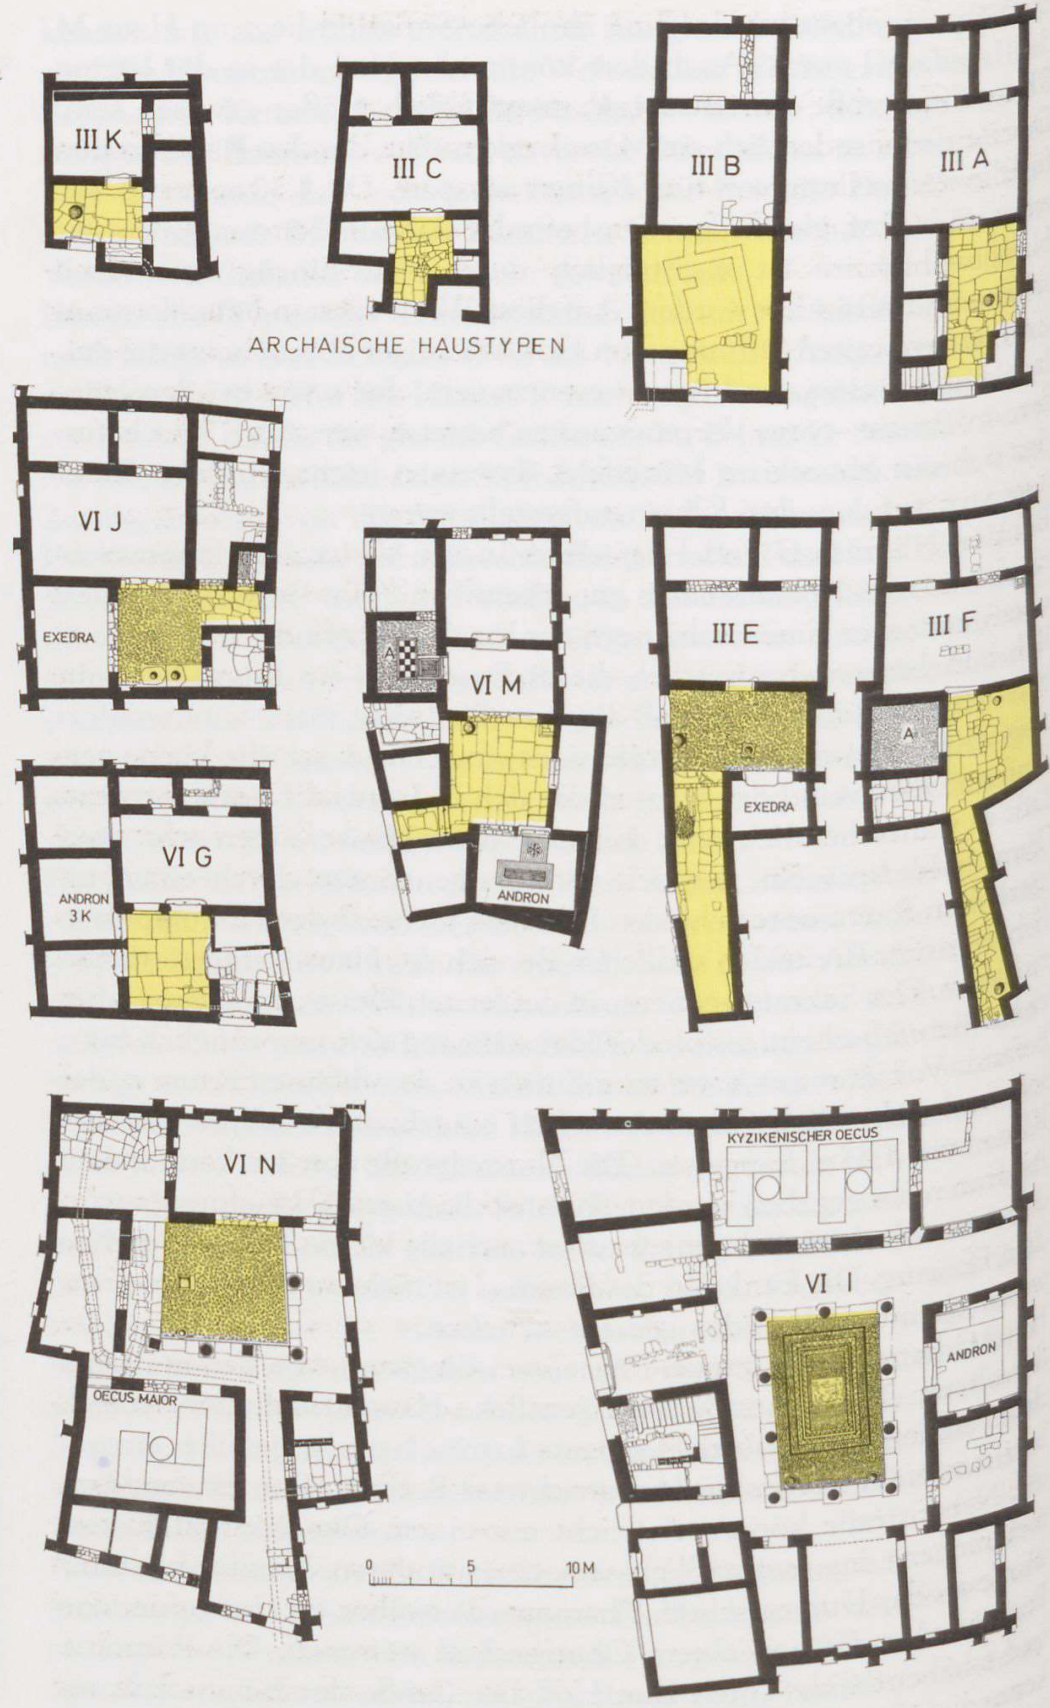 III K
III C
III B
III A
ARCHAISCHE HAUSTYPEN
VI J
EXEDRA
A
VI M
ANDRON
III E
EXEDRA
III F
A
VI G
ANDRON
3 K
VI N
OECUS MAIOR
KYZIKENISCHER OECUS
VI I
ANDRON
0 5 10 M